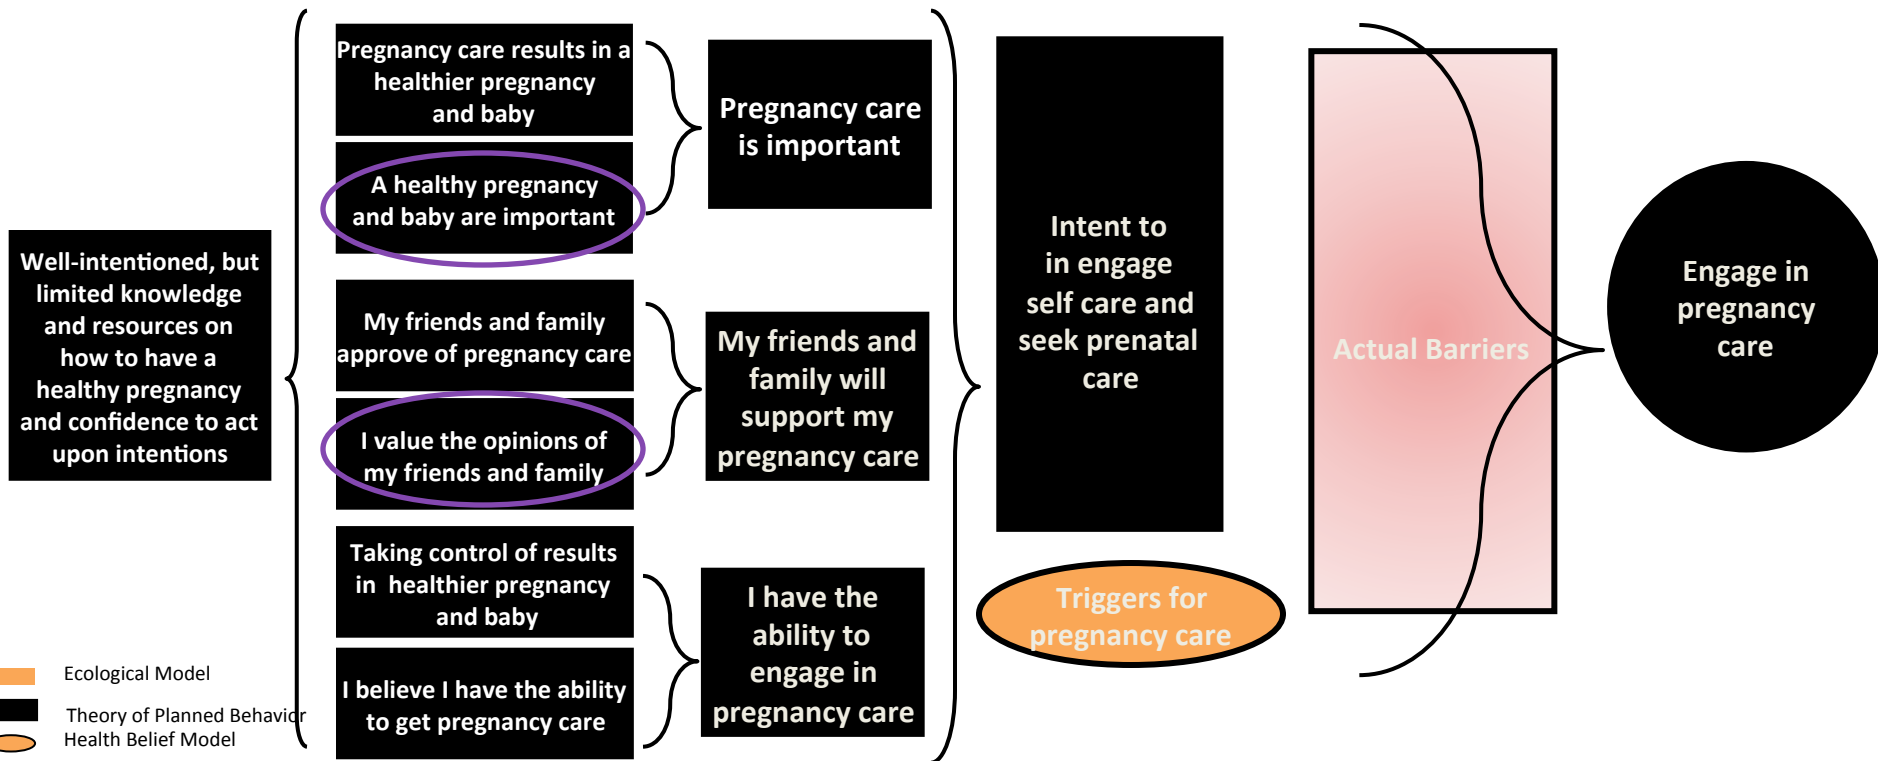 Well-intentioned, but
limited knowledge
and resources on
how to have a
healthy pregnancy
and confidence to act
upon intentions
Pregnancy care results in a
healthier pregnancy
and baby
A healthy pregnancy
and baby are important
My friends and family
approve of pregnancy care
I value the opinions of
my friends and family
Taking control of results
in healthier pregnancy
and baby
I believe I have the ability
to get pregnancy care
Pregnancy care
is important
My friends and
family will
support my
pregnancy care
I have the
ability to
engage in
pregnancy care
Intent to
in engage
self care and
seek prenatal
care
Triggers for
pregnancy care
Actual Barriers
Engage in
pregnancy
care
Ecological Model
Theory of Planned Behavior
Health Belief Model